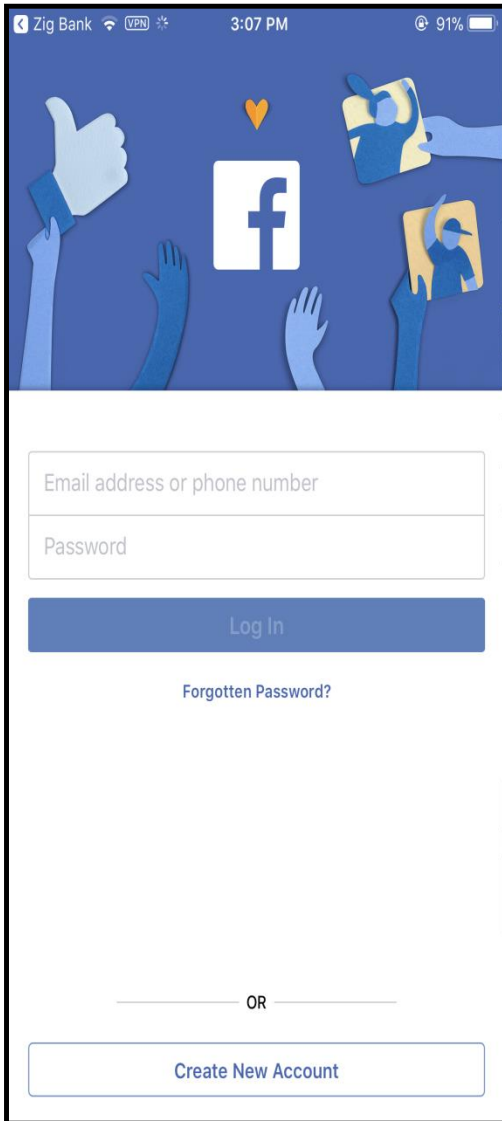 Zig Bank VPN 3:07 PM 91%
f
Email address or phone number
Password
Log In
Forgotten Password?
OR
Create New Account